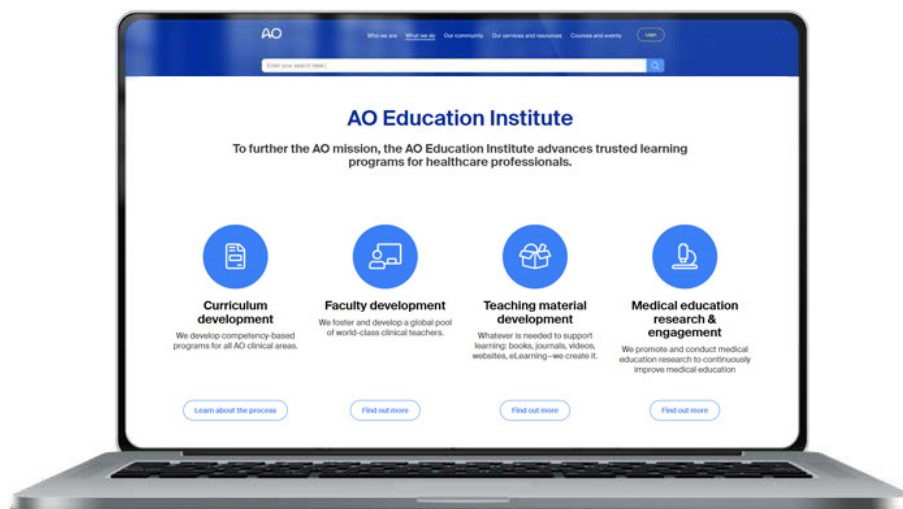 AO
Who we are What we do Our community Our services and resources Courses and events Login
Enter your search here
AO Education Institute
To further the AO mission, the AO Education Institute advances trusted learning
programs for healthcare professionals.
Curriculum
development
We develop competency-based
programs for all AO clinical areas.
Learn about the process
Faculty development
We foster and develop a global pool
of world-class clinical teachers.
Find out more
Teaching material
development
Whatever is needed to support
learning: books, journals, videos,
websites, eLearning—we create it.
Find out more
Medical education
research &
engagement
We promote and conduct medical
education research to continuously
improve medical education
Find out more